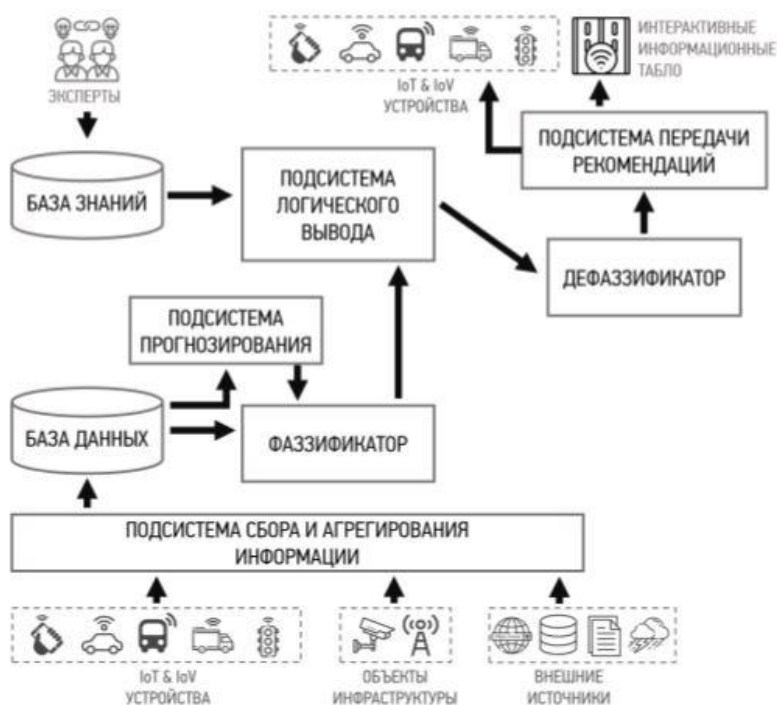 ЭКСПЕРТЫ
IoT & IoV
УСТРОЙСТВА
ИНТЕРАКТИВНЫЕ
ИНФОРМАЦИОННЫЕ
ТАБЛО
ПОДСИСТЕМА ПЕРЕДАЧИ
РЕКОМЕНДАЦИЙ
БАЗА ЗНАНИЙ
ПОДСИСТЕМА
ЛОГИЧЕСКОГО
ВЫВОДА
ДЕФАЗЗИФИКАТОР
ПОДСИСТЕМА
ПРОГНОЗИРОВАНИЯ
БАЗА ДАННЫХ
ФАЗЗИФИКАТОР
ПОДСИСТЕМА СБОРА И АГРЕГИРОВАНИЯ
ИНФОРМАЦИИ
IoT & IoV
УСТРОЙСТВА
ОБЪЕКТЫ
ИНФРАСТРУКТУРЫ
ВНЕШНИЕ
ИСТОЧНИКИ